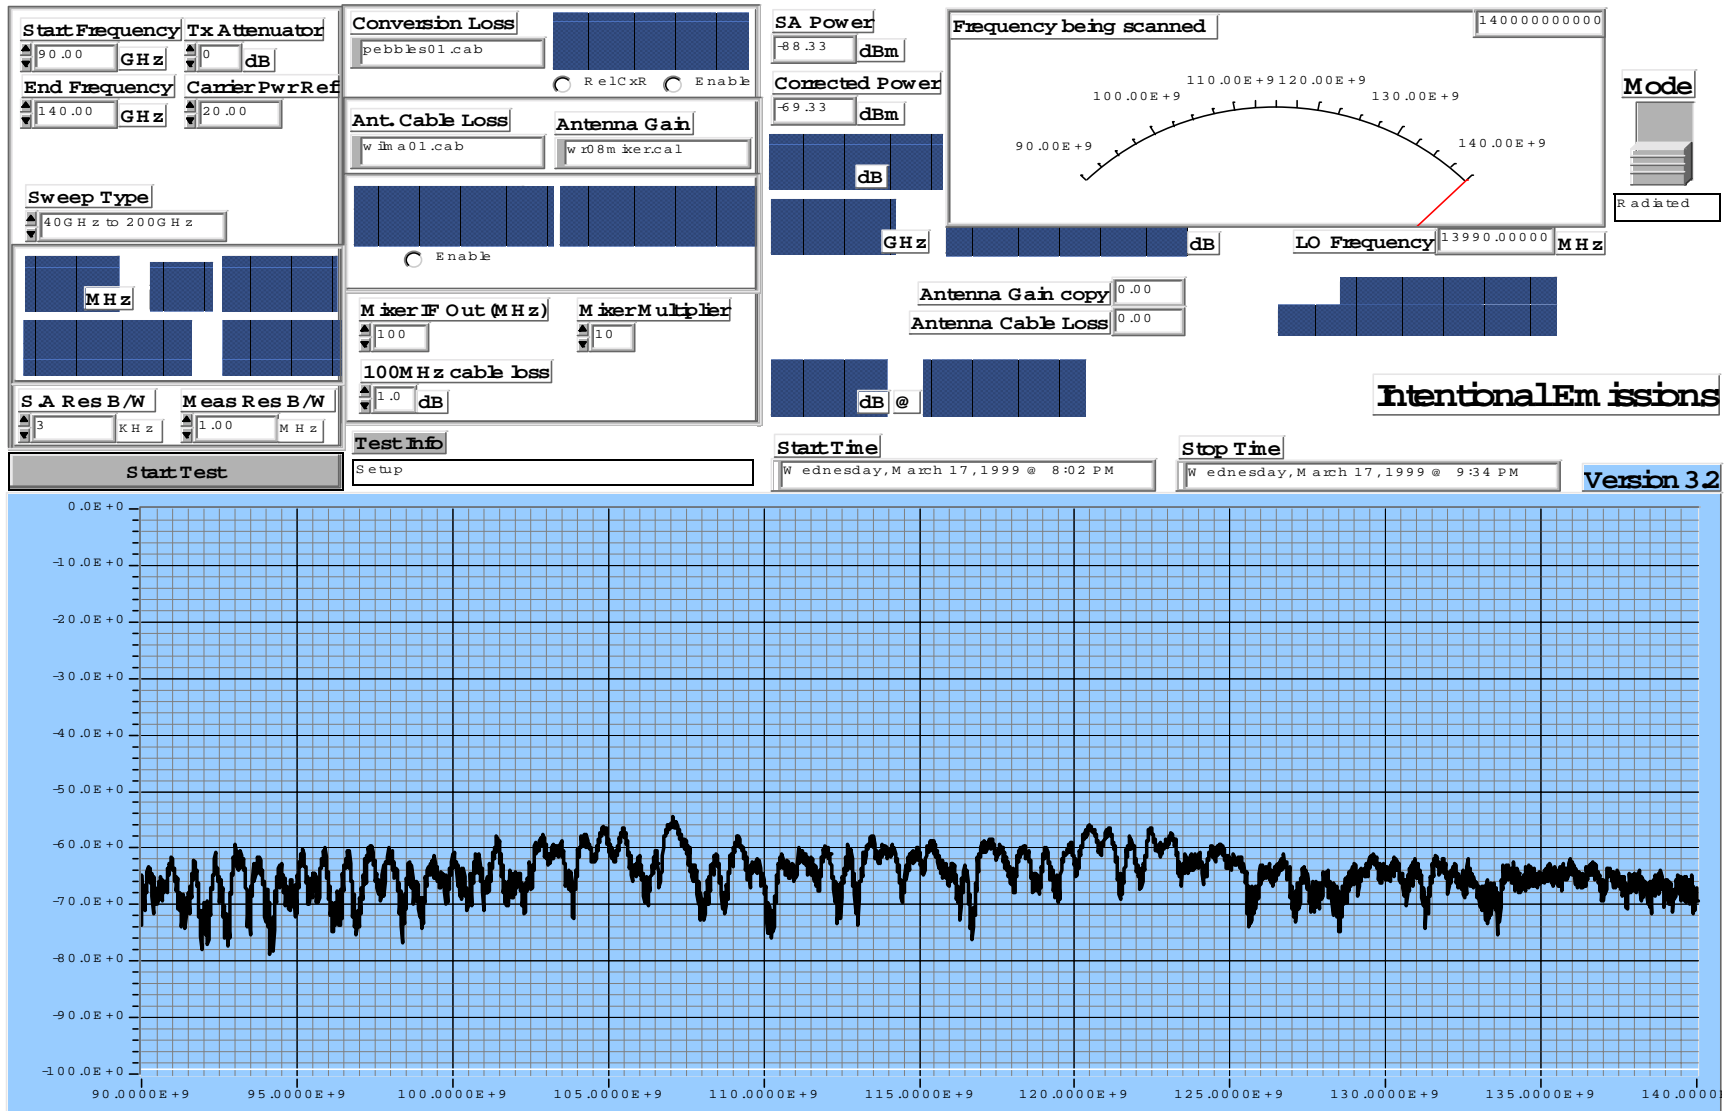 Start Frequency
90.00
GHz
Tx Attenuator
0
dB
End Frequency
140.00
GHz
Carrier Pwr Ref
20.00
Sweep Type
40GHz to 200GHz
MHz
S.A Res B/W
3
KHz
Meas Res B/W
1.00
MHz
Start Test
Conversion Loss
pebbles01.cab
RelCxR
Enable
Ant. Cable Loss
wilma01.cab
Antenna Gain
wr08mixer.cal
Enable
Mixer IF Out (MHz)
100
Mixer Multiplier
10
100MHz cable loss
1.0
dB
Test Info
Setup
SA Power
-88.33
dBm
Corrected Power
-69.33
dBm
dB
GHz
dB
Frequency being scanned
140000000000
90.00E+9
100.00E+9
110.00E+9
120.00E+9
130.00E+9
140.00E+9
Mode
Radiated
LO Frequency
13990.00000
MHz
Antenna Gain copy
0.00
Antenna Cable Loss
0.00
dB
@
Intentional Emissions
Start Time
Wednesday, March 17, 1999 @ 8:02 PM
Stop Time
Wednesday, March 17, 1999 @ 9:34 PM
Version 3.2
0.0E+0
-10.0E+0
-20.0E+0
-30.0E+0
-40.0E+0
-50.0E+0
-60.0E+0
-70.0E+0
-80.0E+0
-90.0E+0
-100.0E+0
90.0000E+9
95.0000E+9
100.0000E+9
105.0000E+9
110.0000E+9
115.0000E+9
120.0000E+9
125.0000E+9
130.0000E+9
135.0000E+9
140.0000